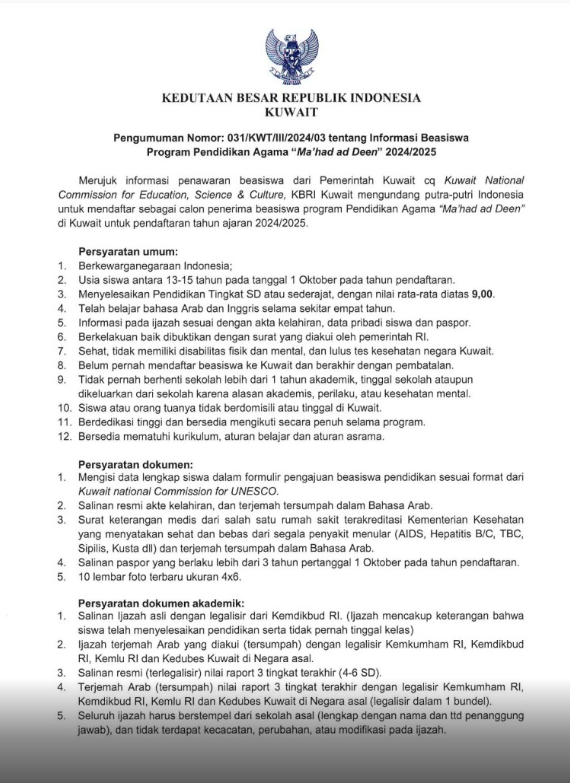 KEDUTAAN BESAR REPUBLIK INDONESIA
KUWAIT
Pengumuman Nomor: 031/KWT/III/2024/03 tentang Informasi Beasiswa
Program Pendidikan Agama “Ma’had ad Deen” 2024/2025
Merujuk informasi penawaran beasiswa dari Pemerintah Kuwait cq Kuwait National
Commission for Education, Science & Culture, KBRI Kuwait mengundang putra-putri Indonesia
untuk mendaftar sebagai calon penerima beasiswa program Pendidikan Agama “Ma’had ad Deen”
di Kuwait untuk pendaftaran tahun ajaran 2024/2025.
Persyaratan umum:
1. Berkewarganegaraan Indonesia;
2. Usia siswa antara 13-15 tahun pada tanggal 1 Oktober pada tahun pendaftaran.
3. Menyelesaikan Pendidikan Tingkat SD atau sederajat, dengan nilai rata-rata diatas 9,00.
4. Telah belajar bahasa Arab dan Inggris selama sekitar empat tahun.
5. Informasi pada ijazah sesuai dengan akta kelahiran, data pribadi siswa dan paspor.
6. Berkelakuan baik dibuktikan dengan surat yang diakui oleh pemerintah RI.
7. Sehat, tidak memiliki disabilitas fisik dan mental, dan lulus tes kesehatan negara Kuwait.
8. Belum pernah mendaftar beasiswa ke Kuwait dan berakhir dengan pembatalan.
9. Tidak pernah berhenti sekolah lebih dari 1 tahun akademik, tinggal sekolah ataupun
dikeluarkan dari sekolah karena alasan akademis, perilaku, atau kesehatan mental.
10. Siswa atau orang tuanya tidak berdomisili atau tinggal di Kuwait.
11. Berdedikasi tinggi dan bersedia mengikuti secara penuh selama program.
12. Bersedia mematuhi kurikulum, aturan belajar dan aturan asrama.
Persyaratan dokumen:
1. Mengisi data lengkap siswa dalam formulir pengajuan beasiswa pendidikan sesuai format dari
Kuwait national Commission for UNESCO.
2. Salinan resmi akte kelahiran, dan terjemah tersumpah dalam Bahasa Arab.
3. Surat keterangan medis dari salah satu rumah sakit terakreditasi Kementerian Kesehatan
yang menyatakan sehat dan bebas dari segala penyakit menular (AIDS, Hepatitis B/C, TBC,
Sipilis, Kusta dll) dan terjemah tersumpah dalam Bahasa Arab.
4. Salinan paspor yang berlaku lebih dari 3 tahun pertanggal 1 Oktober pada tahun pendaftaran.
5. 10 lembar foto terbaru ukuran 4x6.
Persyaratan dokumen akademik:
1. Salinan Ijazah asli dengan legalisir dari Kemdikbud RI. (Ijazah mencakup keterangan bahwa
siswa telah menyelesaikan pendidikan serta tidak pernah tinggal kelas)
2. Ijazah terjemah Arab yang diakui (tersumpah) dengan legalisir Kemkumham RI, Kemdikbud
RI, Kemlu RI dan Kedubes Kuwait di Negara asal.
3. Salinan resmi (terlegalisir) nilai raport 3 tingkat terakhir (4-6 SD).
4. Terjemah Arab (tersumpah) nilai raport 3 tingkat terakhir dengan legalisir Kemkumham RI,
Kemdikbud RI, Kemlu RI dan Kedubes Kuwait di Negara asal (legalisir dalam 1 bundel).
5. Seluruh ijazah harus berstempel dari sekolah asal (lengkap dengan nama dan ttd penanggung
jawab), dan tidak terdapat kecacatan, perubahan, atau modifikasi pada ijazah.